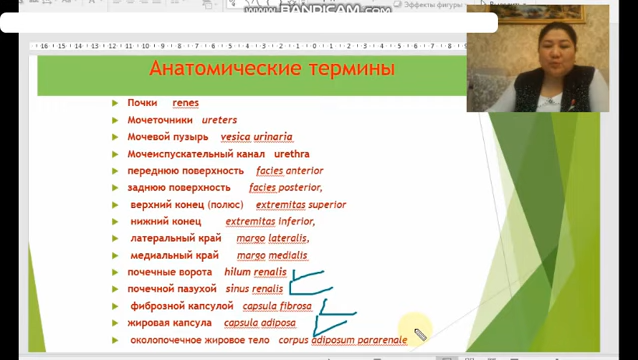 Эффекты фигуры
WWW.BANDICAM.COM
Анатомические термины
Почки renes
Мочеточники ureters
Мочевой пузырь vesica urinaria
Мочеиспускательный канал urethra
переднюю поверхность facies anterior
заднюю поверхность facies posterior,
верхний конец (полюс) extremitas superior
нижний конец extremitas inferior,
латеральный край margo lateralis,
медиальный край margo medialis
почечные ворота hilum renalis
почечной пазухой sinus renalis
фиброзной капсулой capsula fibrosa
жировая капсула capsula adiposa
околопочечное жировое тело corpus adiposum pararenale